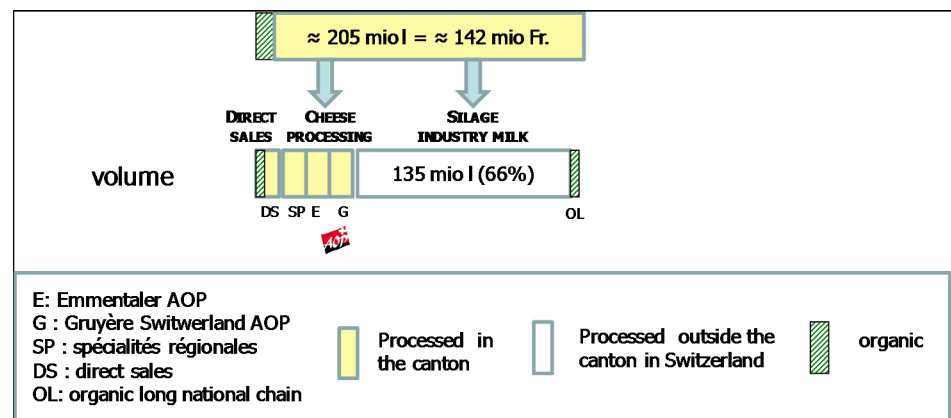 ≈ 205 mio l = ≈ 142 mio Fr.
DIRECT SALES
CHEESE PROCESSING
SILAGE INDUSTRY MILK
volume
135 mio l (66%)
DS SP E G OL
AOP
E: Emmentaler AOP
G : Gruyère Switwerland AOP
SP : spécialités régionales
DS : direct sales
OL: organic long national chain
Processed in
the canton
Processed outside the
canton in Switzerland
organic